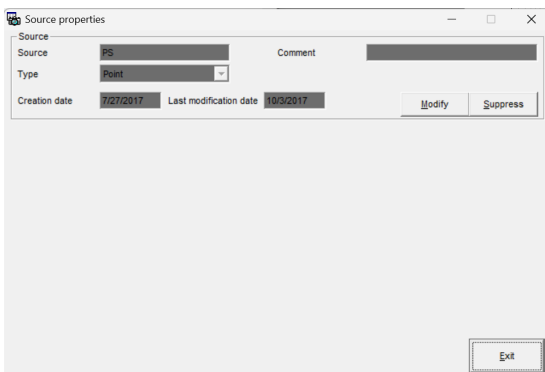 Source properties
Source
Source PS Comment
Type Point
Creation date 7/27/2017 Last modification date 10/3/2017 Modify Suppress
Exit